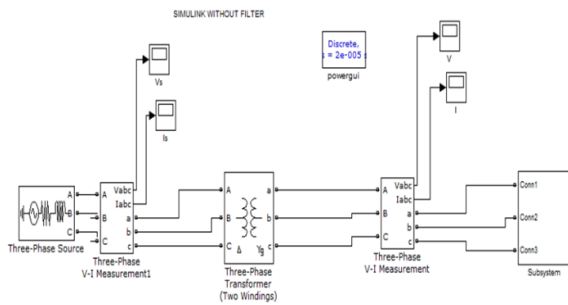 SIMULINK WITHOUT FILTER
Discrete,
s = 2e-005 s
powergui
Vs
Is
V
I
A
B
C
Three-Phase Source
A
B
C
Vabc
Iabc
a
b
c
Three-Phase
V-I Measurement1
A
B
C
a
b
c
Δ
Yg
Three-Phase
Transformer
(Two Windings)
A
B
C
Vabc
Iabc
a
b
c
Three-Phase
V-I Measurement
Conn1
Conn2
Conn3
Subsystem